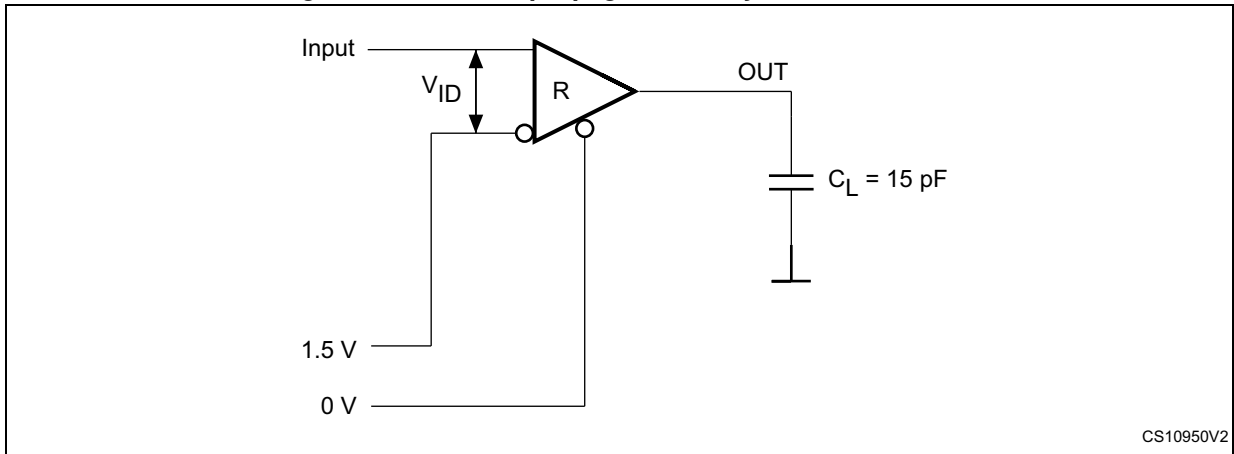 Input
V_ID
R
OUT
C_L = 15 pF
1.5 V
0 V
CS10950V2